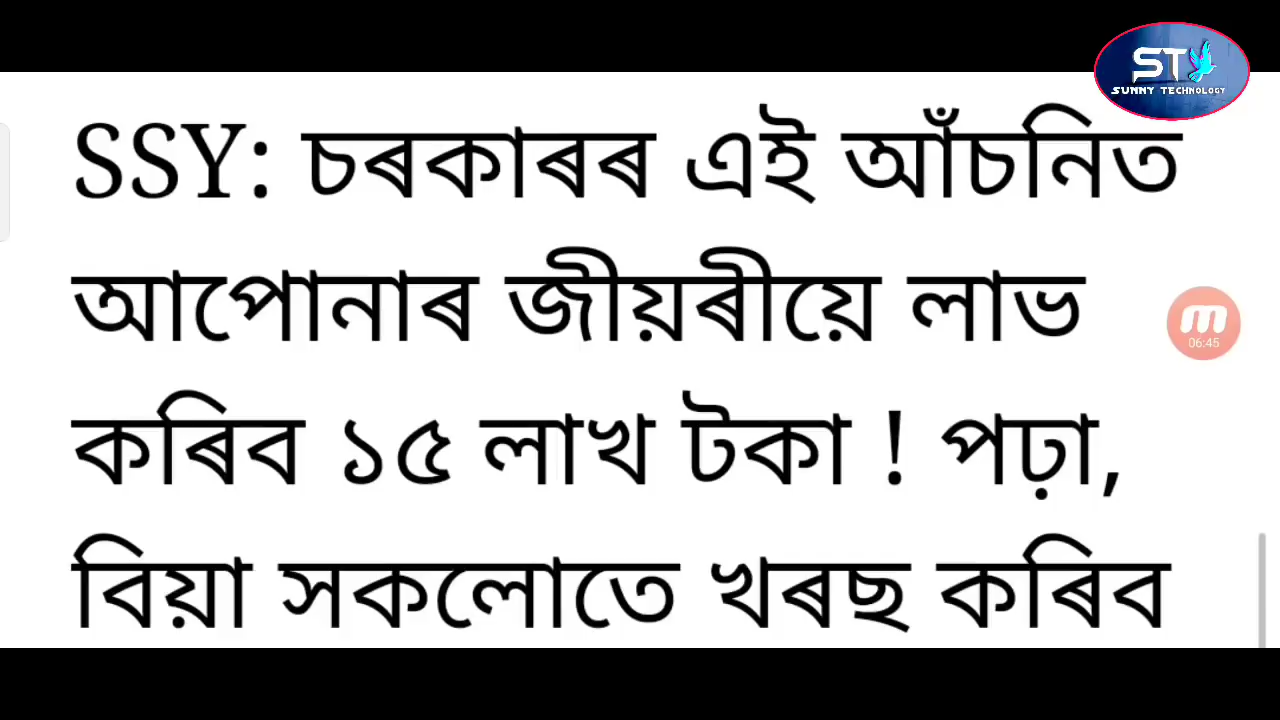 ST
SUNNY TECHNOLOGY
SSY: চৰকাৰৰ এই আঁচনিত
আপোনাৰ জীয়ৰীয়ে লাভ
06:45
কৰিব ১৫ লাখ টকা ! পঢ়া,
বিয়া সকলোতে খৰছ কৰিব